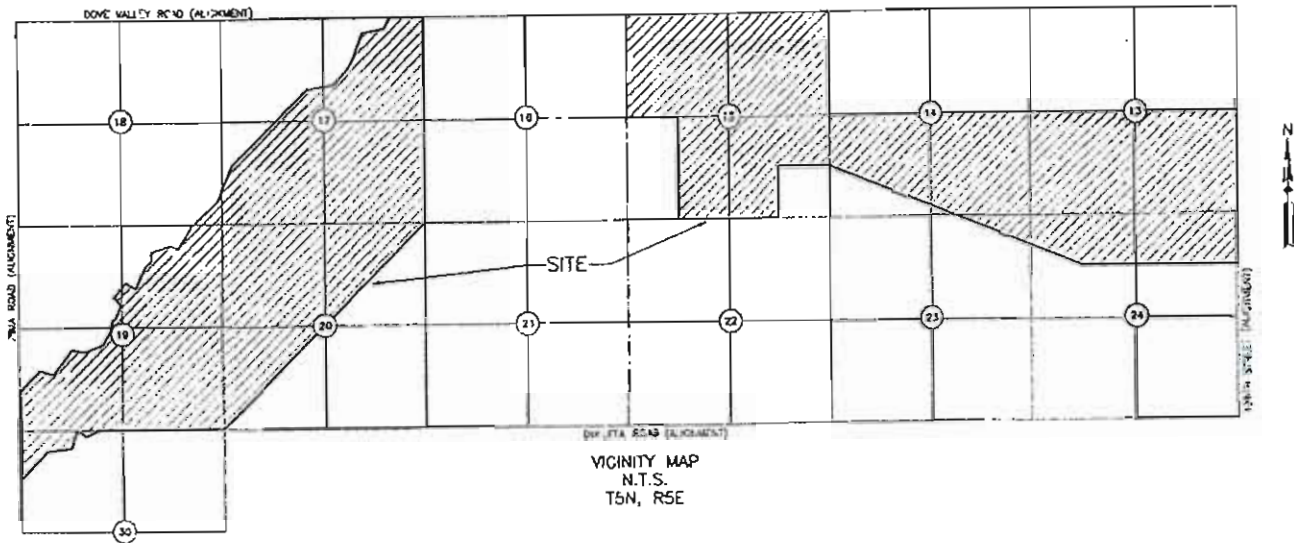 DOVE VALLEY ROAD (ALIGNMENT)
N
18
17
16
15
14
13
PIMA ROAD (ALIGNMENT)
SITE
19
20
21
22
23
24
STREET (ALIGNMENT)
ROAD (ALIGNMENT)
VICINITY MAP
N.T.S.
T5N, R5E
30